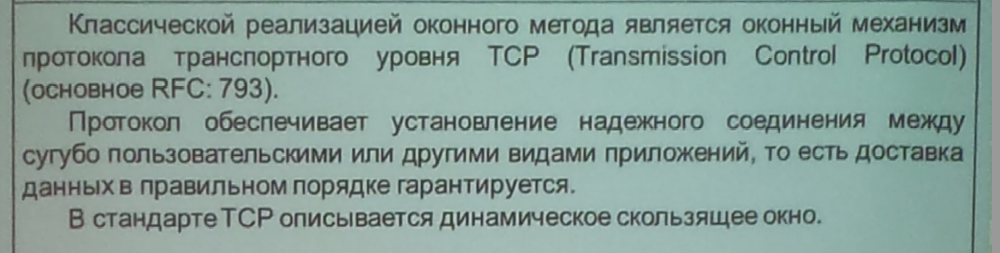 Классической реализацией оконного метода является оконный механизм
протокола транспортного уровня TCP (Transmission Control Protocol)
(основное RFC: 793).
Протокол обеспечивает установление надежного соединения между
сугубо пользовательскими или другими видами приложений, то есть доставка
данных в правильном порядке гарантируется.
В стандарте TCP описывается динамическое скользящее окно.